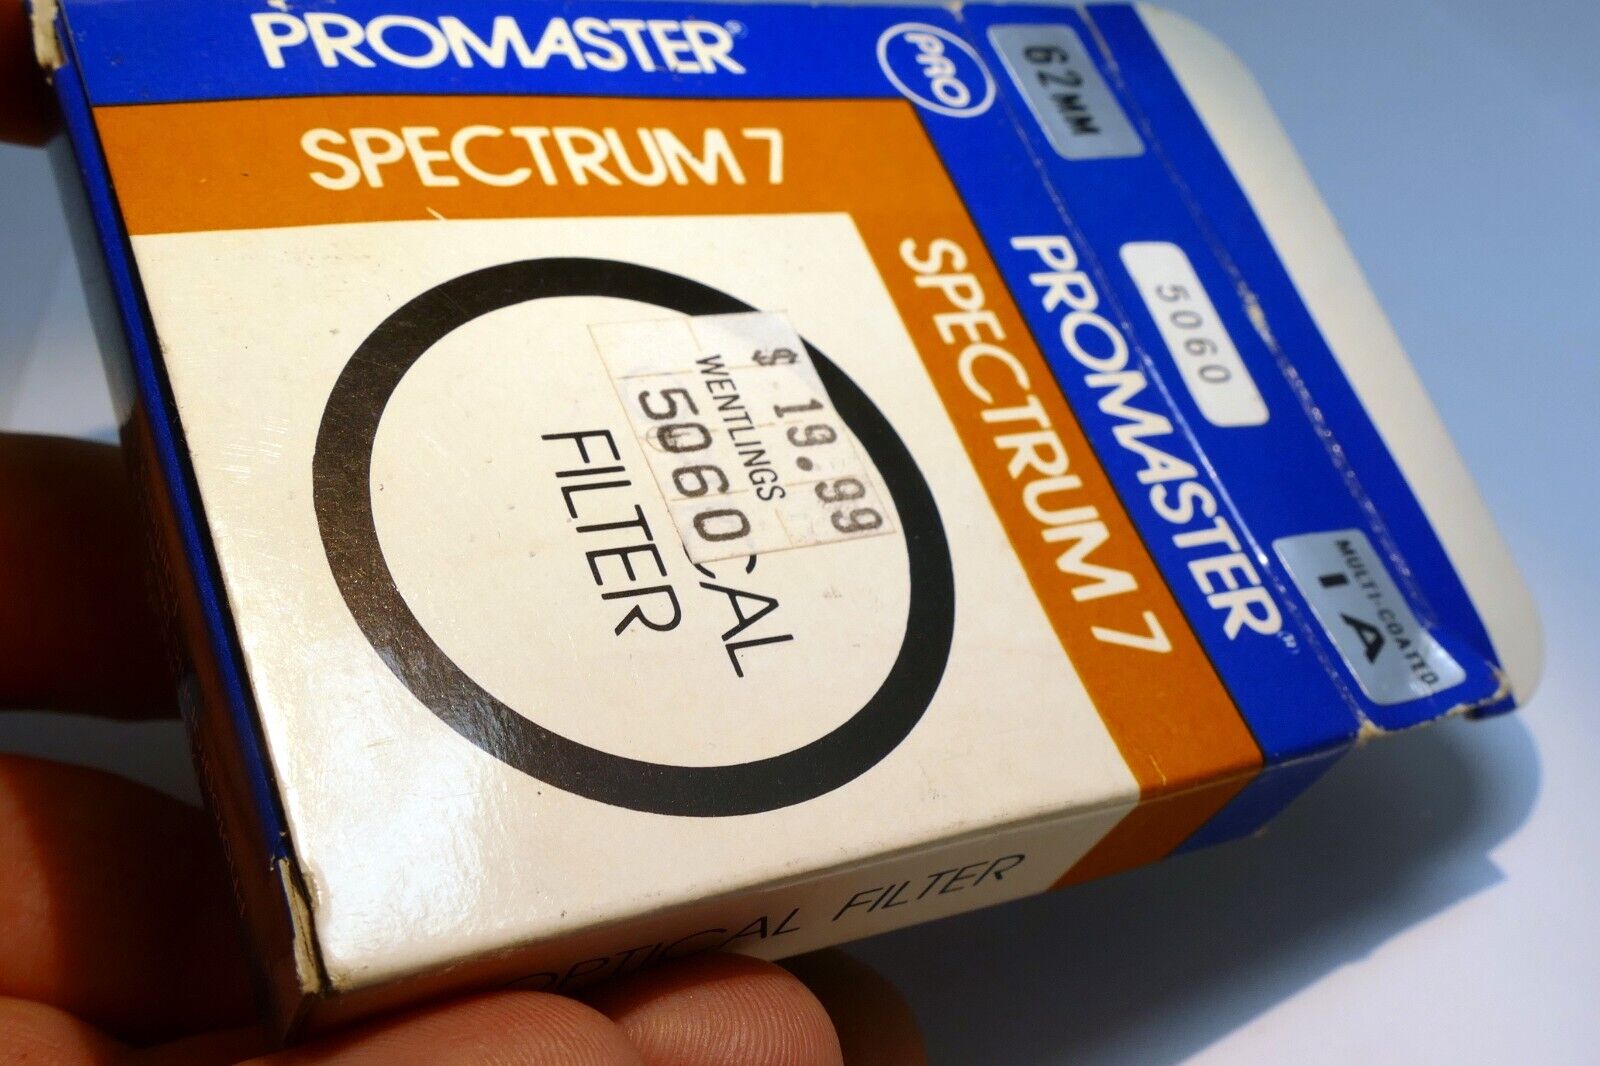 PROMASTER®
PRO
62MM
SPECTRUM 7
SPECTRUM 7
PROMASTER
5060
MULTI-COATED
1A
$ 19.99
WENTLINGS
5060
CAL
FILTER
OPTICAL FILTER